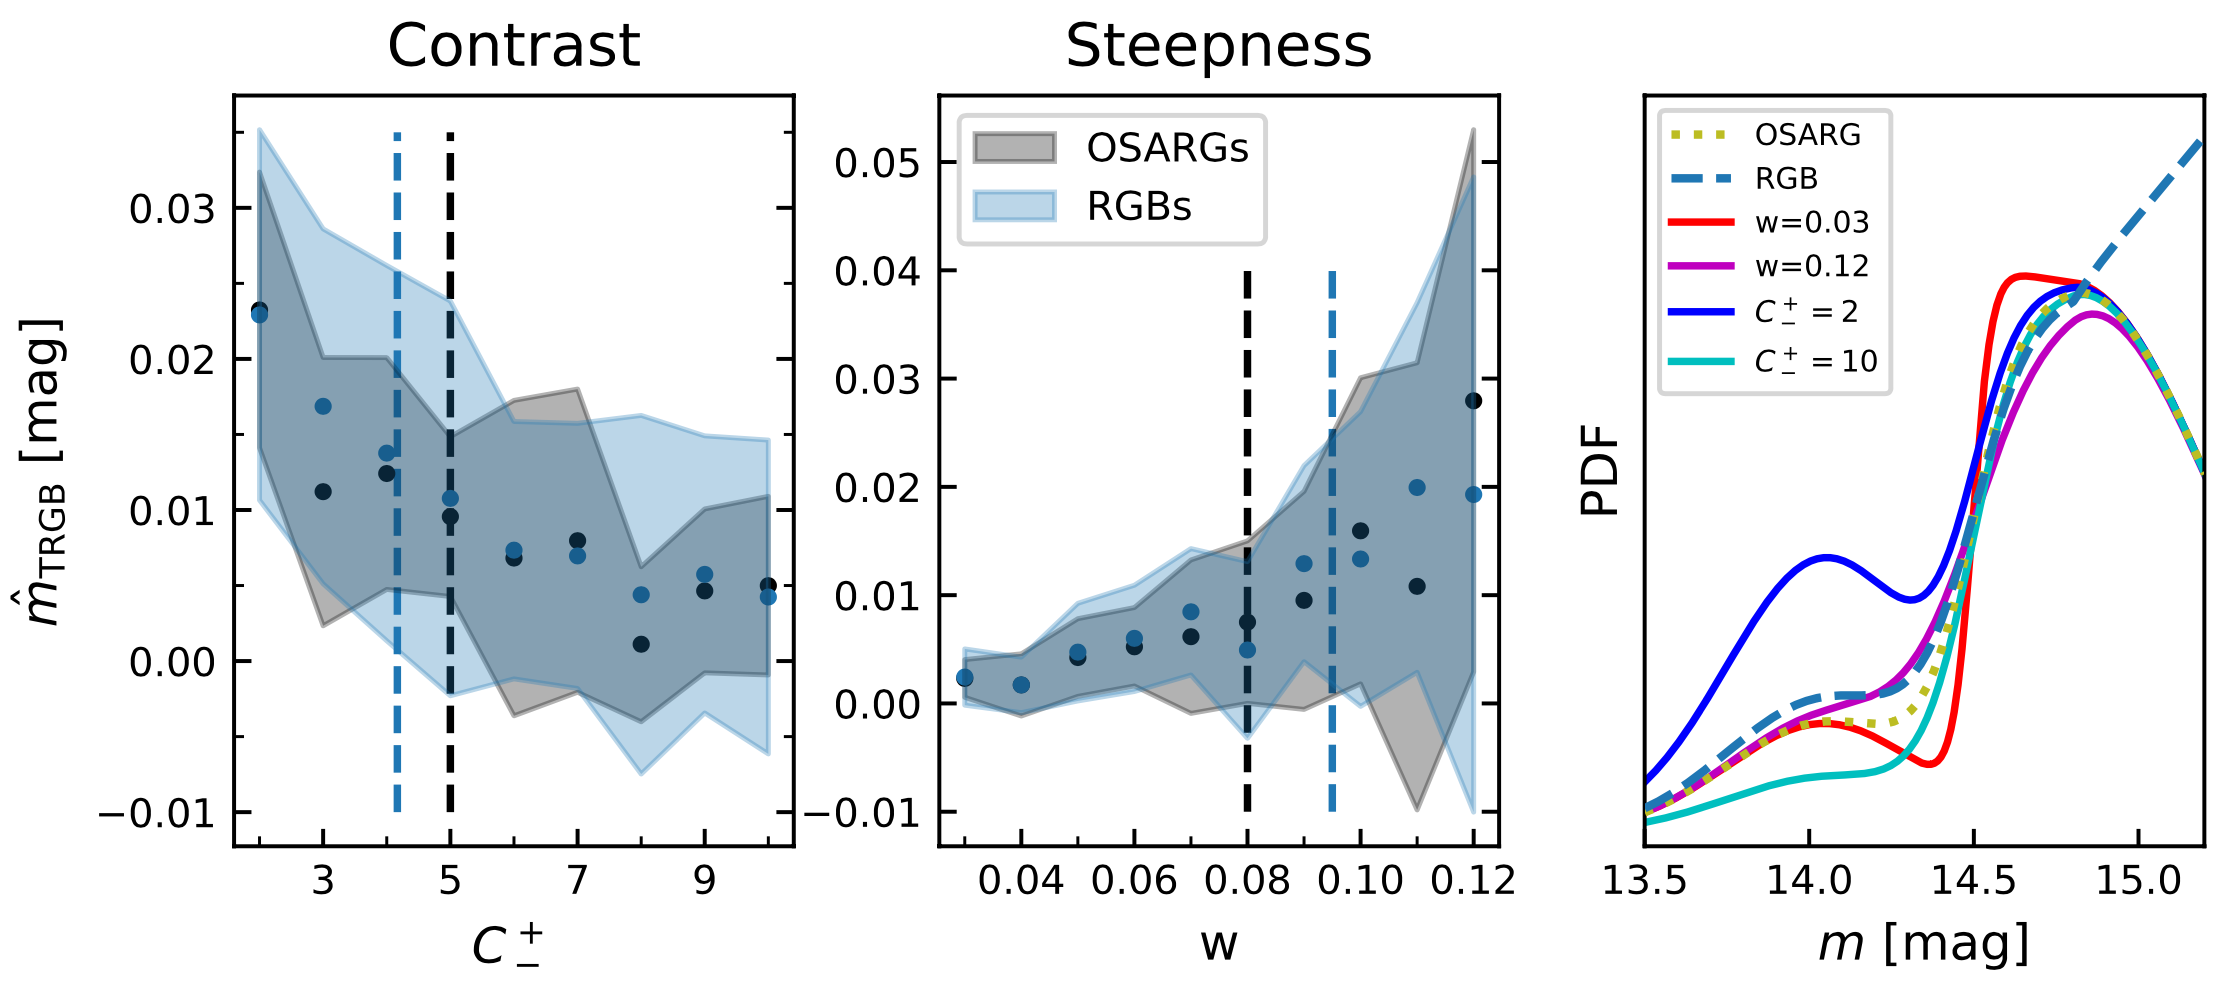 Contrast
Steepness
m̂TRGB [mag]
0.03
0.02
0.01
0.00
−0.01
3 5 7 9
C+−
OSARGs
RGBs
0.05
0.04
0.03
0.02
0.01
0.00
−0.01
0.04 0.06 0.08 0.10 0.12
w
PDF
OSARG
RGB
w=0.03
w=0.12
C+− = 2
C+− = 10
13.5 14.0 14.5 15.0
m [mag]